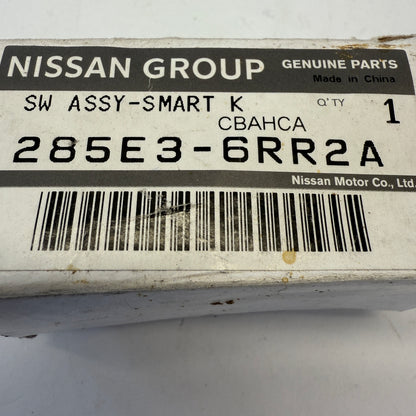 NISSAN GROUP GENUINE PARTS
Made in China
SW ASSY-SMART K Q'TY 1
CBAHCA
285E3-6RR2A
Nissan Motor Co., Ltd.